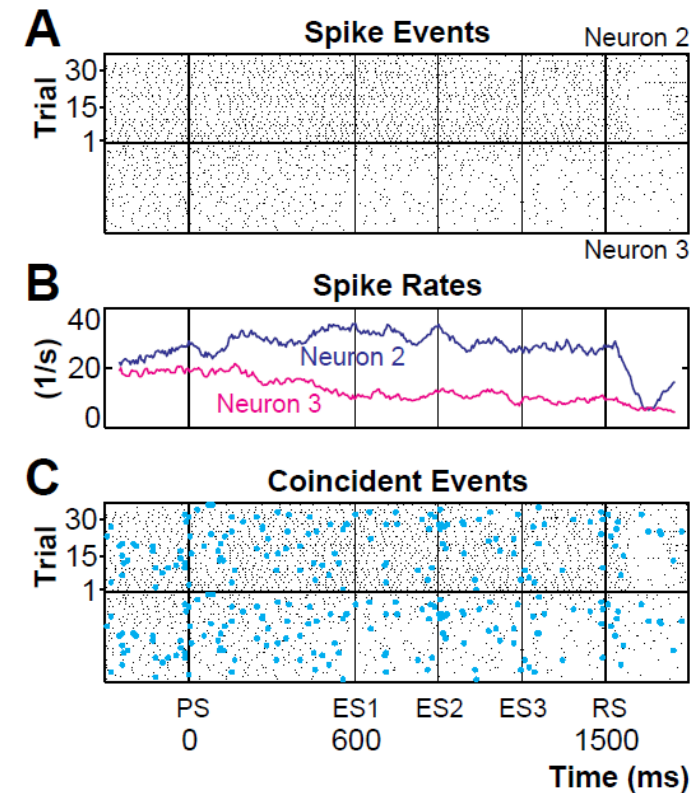 A
Spike Events
Neuron 2
Trial
30
15
1
Neuron 3
B
Spike Rates
(1/s)
40
20
0
Neuron 2
Neuron 3
C
Coincident Events
Trial
30
15
1
PS ES1 ES2 ES3 RS
0 600 1500
Time (ms)